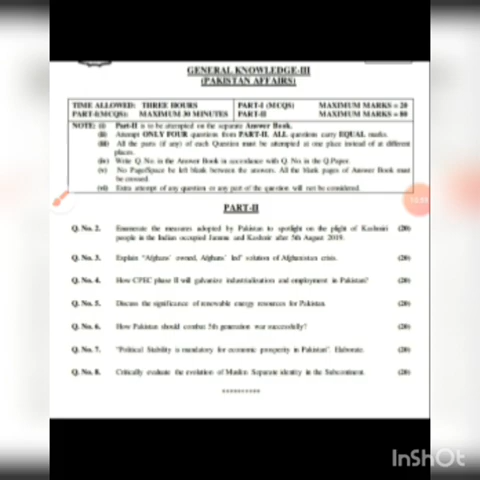 GENERAL KNOWLEDGE-III
(PAKISTAN AFFAIRS)
TIME ALLOWED: THREE HOURS PART-I (MCQS) MAXIMUM MARKS = 20
PART-I(MCQS): MAXIMUM 30 MINUTES PART-II MAXIMUM MARKS = 80
NOTE: (i) Part-II is to be attempted on the separate Answer Book.
(ii) Attempt ONLY FOUR questions from PART-II. ALL questions carry EQUAL marks.
(iii) All the parts (if any) of each Question must be attempted at one place instead of at different
places.
(iv) Write Q. No. in the Answer Book in accordance with Q. No. in the Q.Paper.
(v) No Page/Space be left blank between the answers. All the blank pages of Answer Book must
be crossed.
(vi) Extra attempt of any question or any part of the question will not be considered.
PART-II
Q. No. 2. Enumerate the measures adopted by Pakistan to spotlight on the plight of Kashmiri (20)
people in the Indian occupied Jammu and Kashmir after 5th August 2019.
Q. No. 3. Explain "Afghans' owned, Afghans' led" solution of Afghanistan crisis. (20)
Q. No. 4. How CPEC phase II will galvanize industrialization and employment in Pakistan? (20)
Q. No. 5. Discuss the significance of renewable energy resources for Pakistan. (20)
Q. No. 6. How Pakistan should combat 5th generation war successfully? (20)
Q. No. 7. "Political Stability is mandatory for economic prosperity in Pakistan". Elaborate. (20)
Q. No. 8. Critically evaluate the evolution of Muslim Separate identity in the Subcontinent. (20)
**********
InShOt